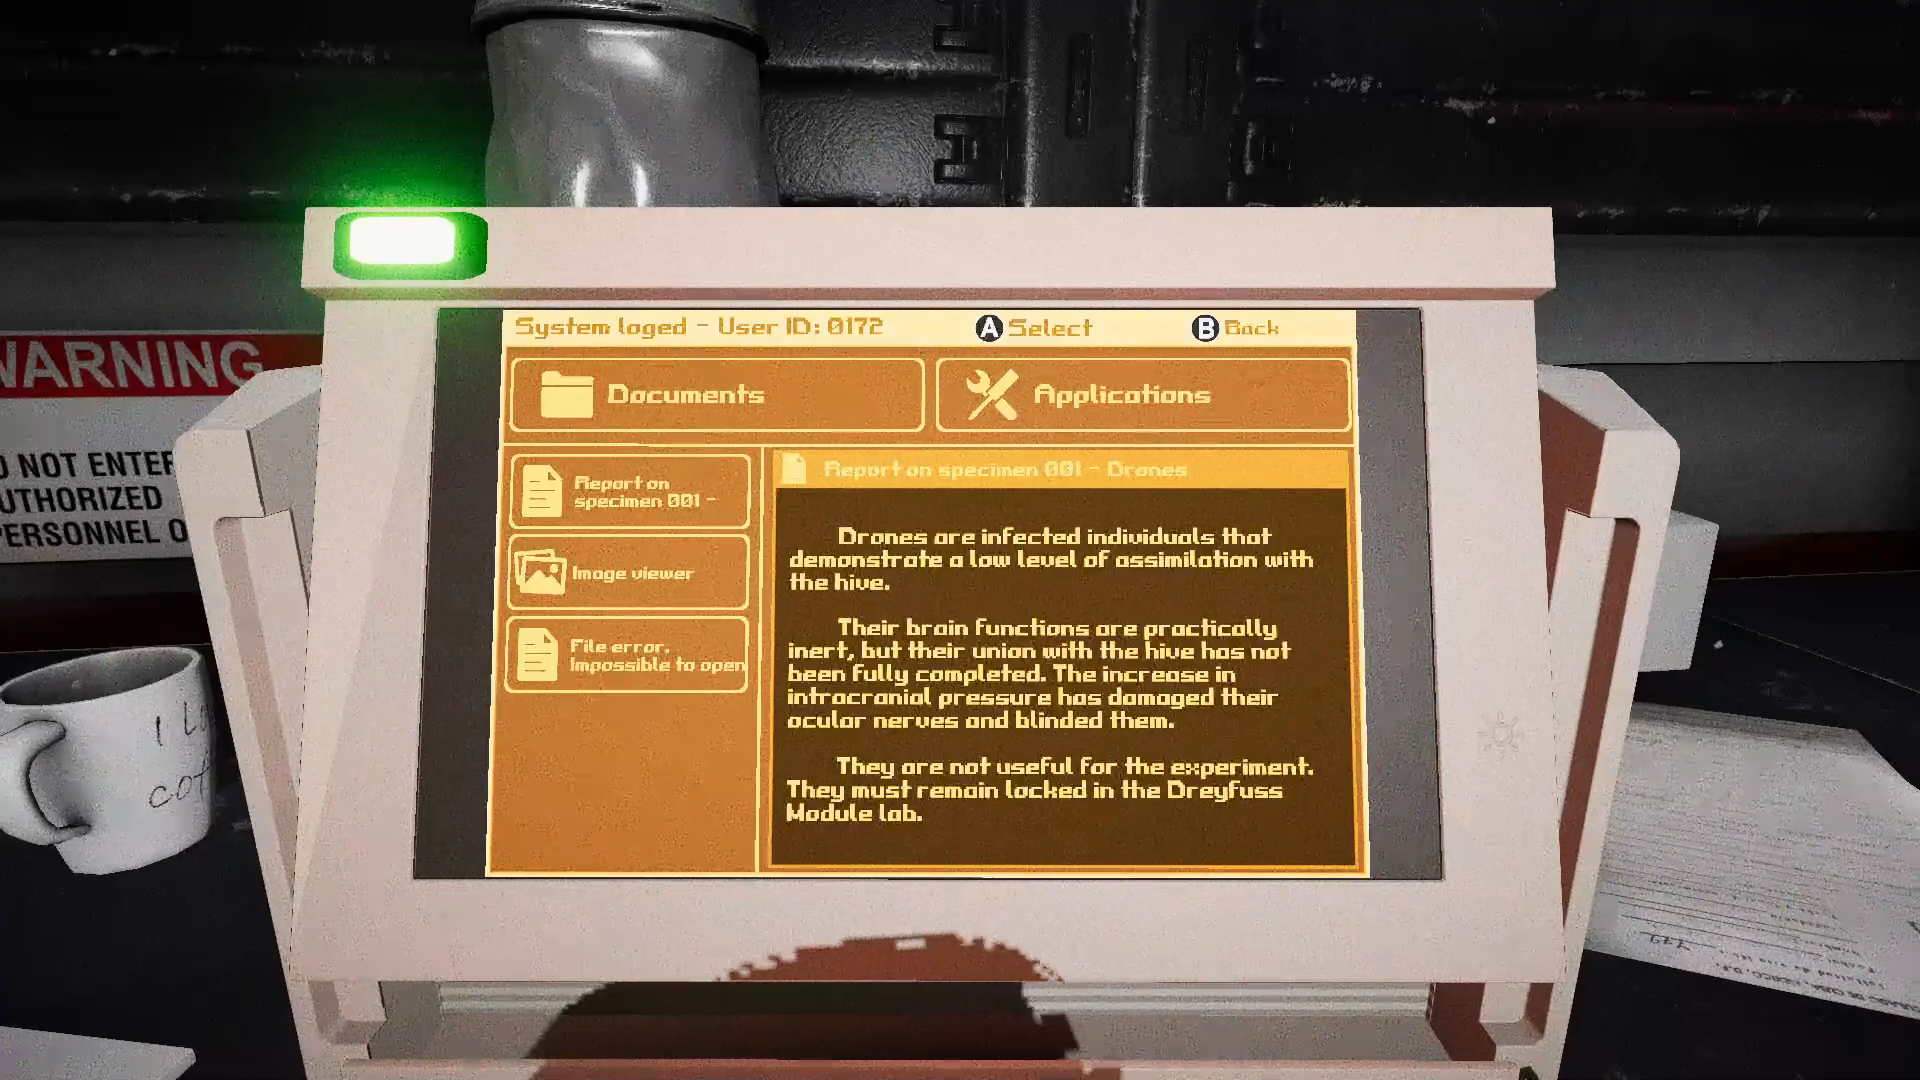 System loged - User ID: 0172
A Select
B Back
Documents
Applications
Report on
specimen 001 -
Image viewer
File error.
Impossible to open
Report on specimen 001 - Drones
Drones are infected individuals that
demonstrate a low level of assimilation with
the hive.
Their brain functions are practically
inert, but their union with the hive has not
been fully completed. The increase in
intracranial pressure has damaged their
ocular nerves and blinded them.
They are not useful for the experiment.
They must remain locked in the Dreyfuss
Module lab.
WARNING
O NOT ENTER
UTHORIZED
PERSONNEL O
I Lo
cof